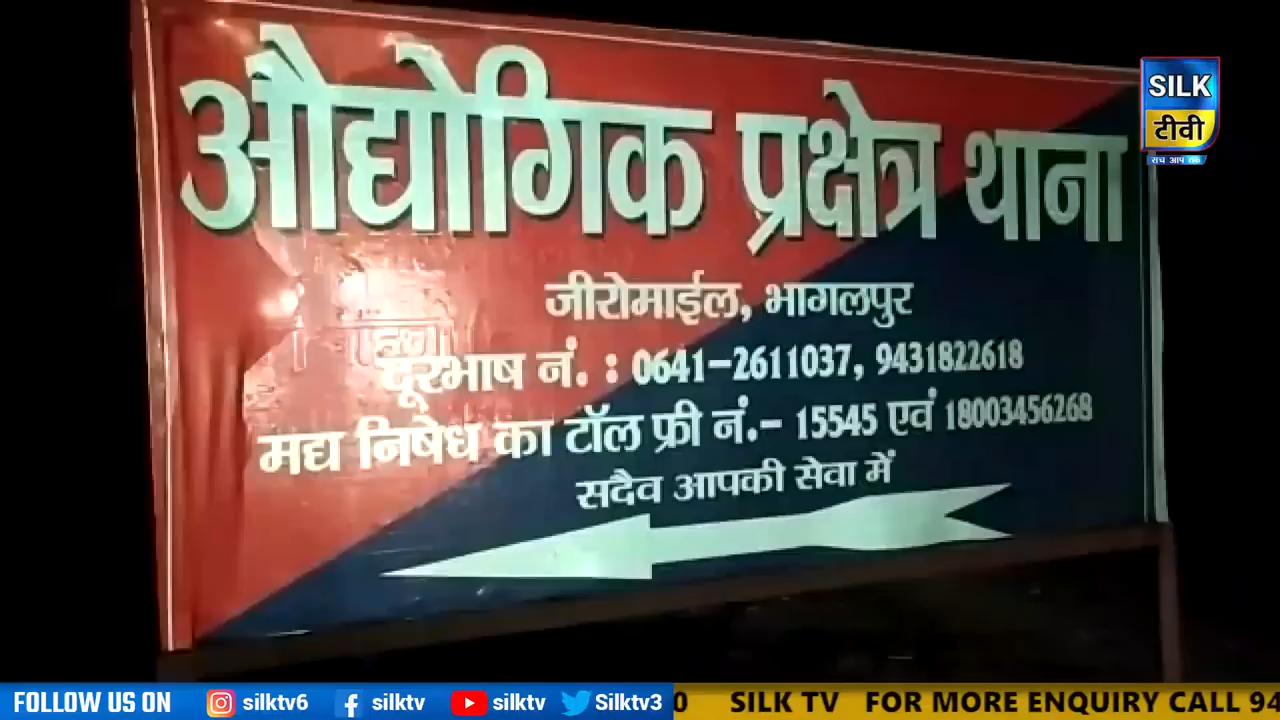 औद्योगिक प्रक्षेत्र थाना
जीरोमाईल, भागलपुर
दूरभाष नं. : 0641-2611037, 9431822618
मद्य निषेध का टॉल फ्री नं.- 15545 एवं 18003456268
सदैव आपकी सेवा में
SILK
टीवी
सच आप तक
FOLLOW US ON silktv6 silktv silktv Silktv3 0 SILK TV FOR MORE ENQUIRY CALL 94